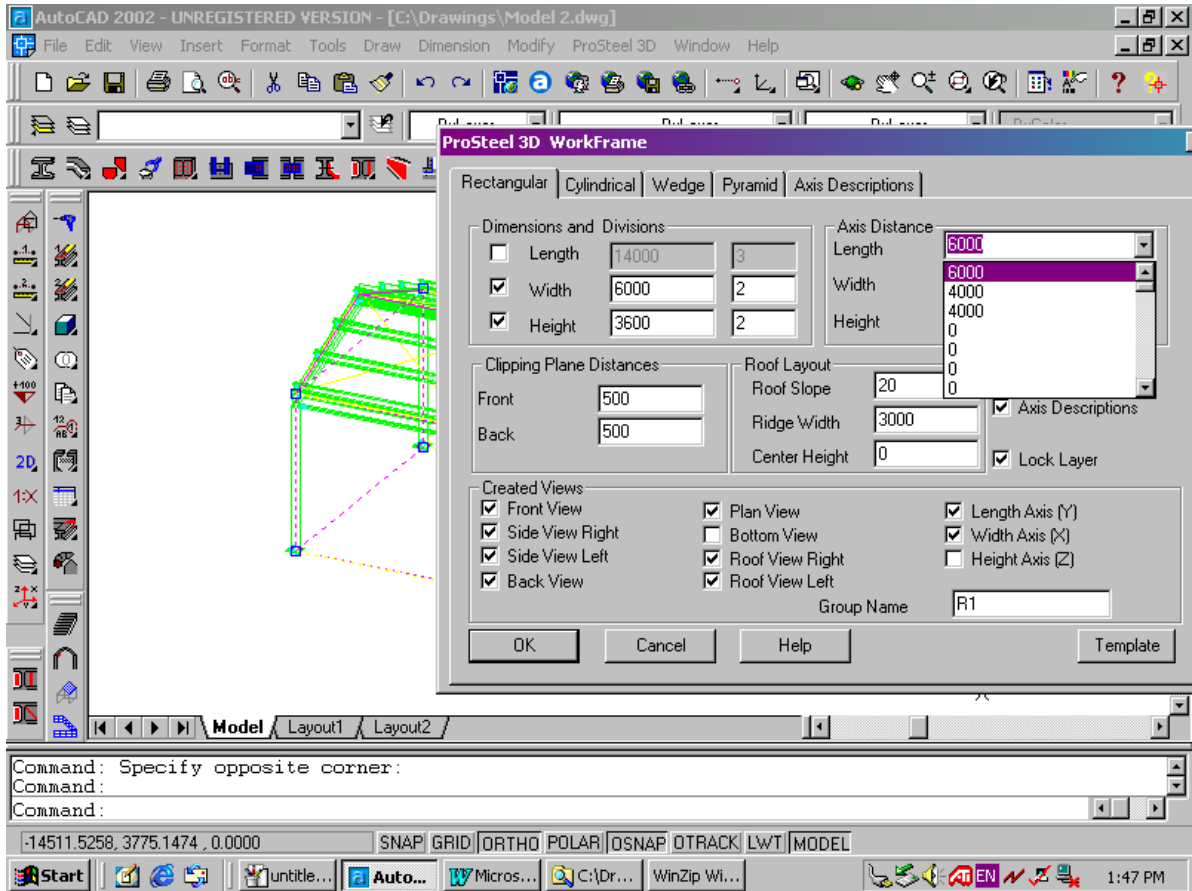 AutoCAD 2002 - UNREGISTERED VERSION - [C:\Drawings\Model 2.dwg]
File Edit View Insert Format Tools Draw Dimension Modify ProSteel 3D Window Help
ProSteel 3D WorkFrame
Rectangular Cylindrical Wedge Pyramid Axis Descriptions
Dimensions and Divisions
Length 14000 3
Width 6000 2
Height 3600 2
Axis Distance
Length 6000
Width
Height
6000
4000
4000
0
0
0
0
Clipping Plane Distances
Front 500
Back 500
Roof Layout
Roof Slope 20
Ridge Width 3000
Center Height 0
Axis Descriptions
Lock Layer
Created Views
Front View Plan View Length Axis (Y)
Side View Right Bottom View Width Axis (X)
Side View Left Roof View Right Height Axis (Z)
Back View Roof View Left
Group Name R1
OK Cancel Help Template
2D
1:X
Model Layout1 Layout2
Command: Specify opposite corner:
Command:
Command:
-14511.5258, 3775.1474 , 0.0000 SNAP GRID ORTHO POLAR OSNAP OTRACK LWT MODEL
Start untitle... Auto... Micros... C:\Dr... WinZip Wi... EN 1:47 PM